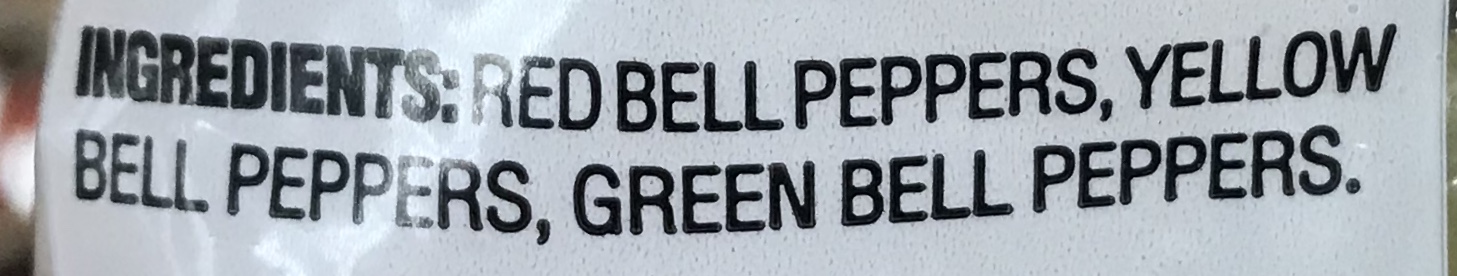 INGREDIENTS: RED BELL PEPPERS, YELLOW
BELL PEPPERS, GREEN BELL PEPPERS.